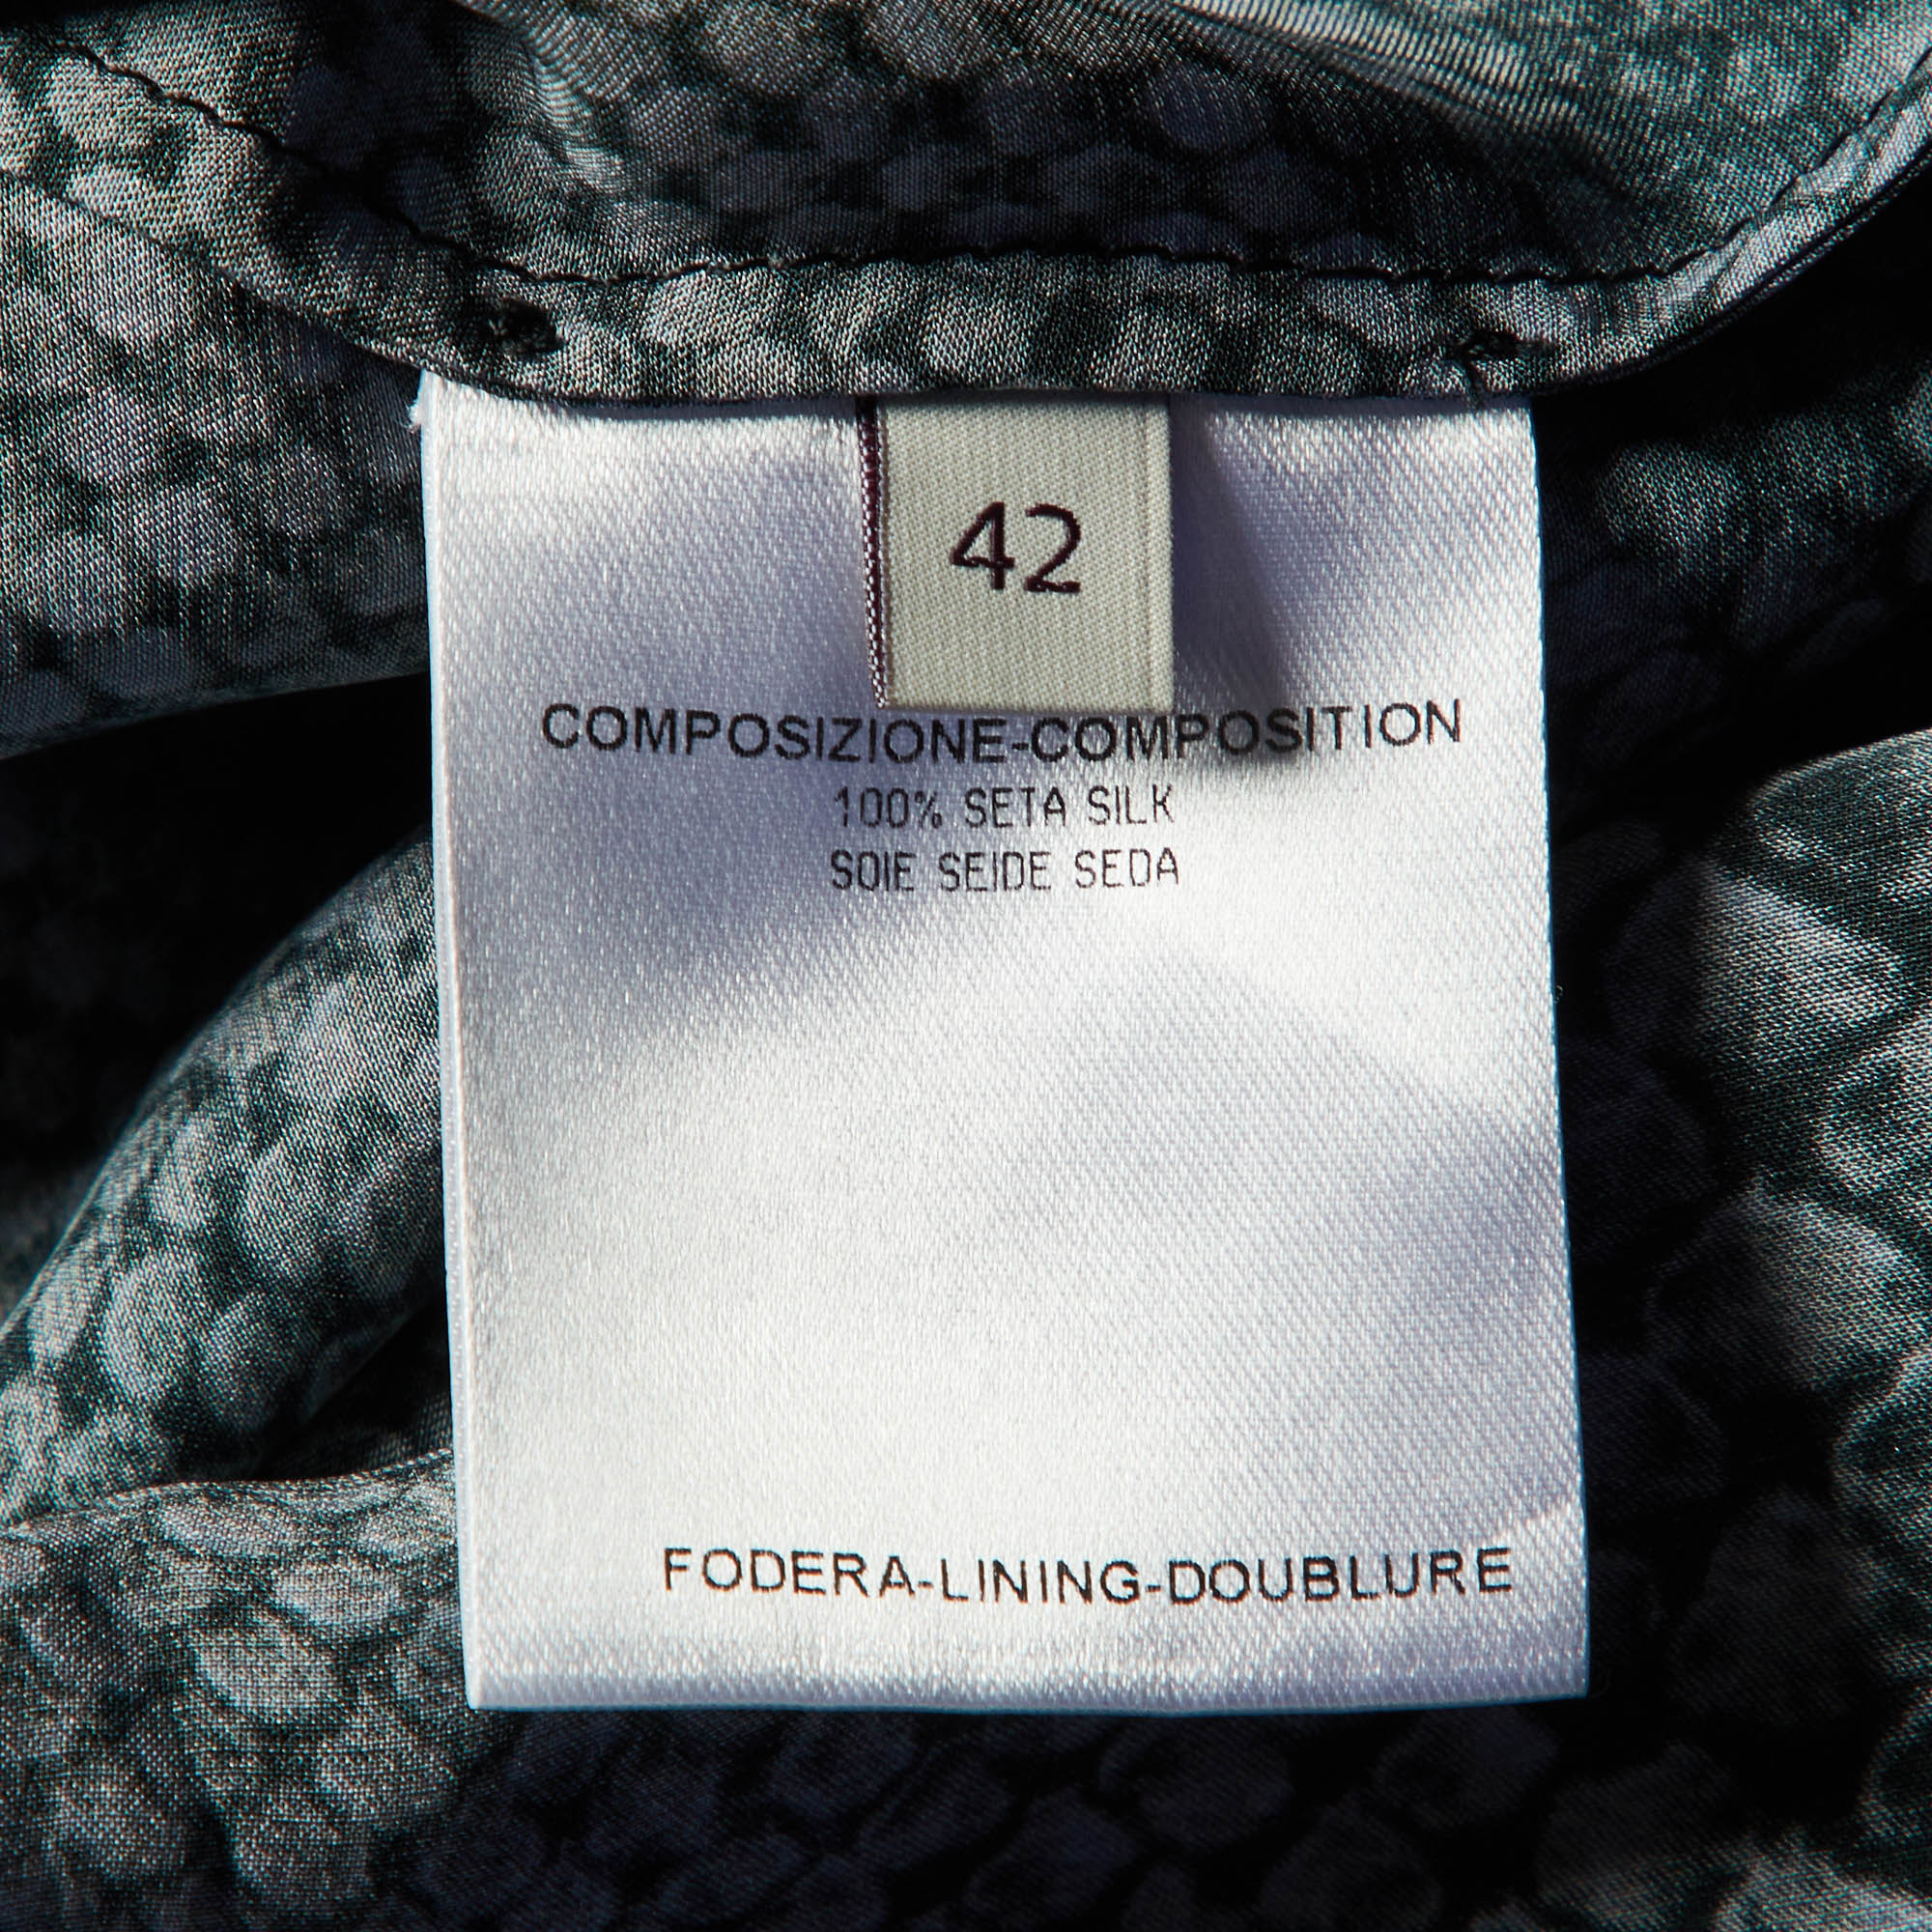 42
COMPOSIZIONE-COMPOSITION
100% SETA SILK
SOIE SEIDE SEDA
FODERA-LINING-DOUBLURE